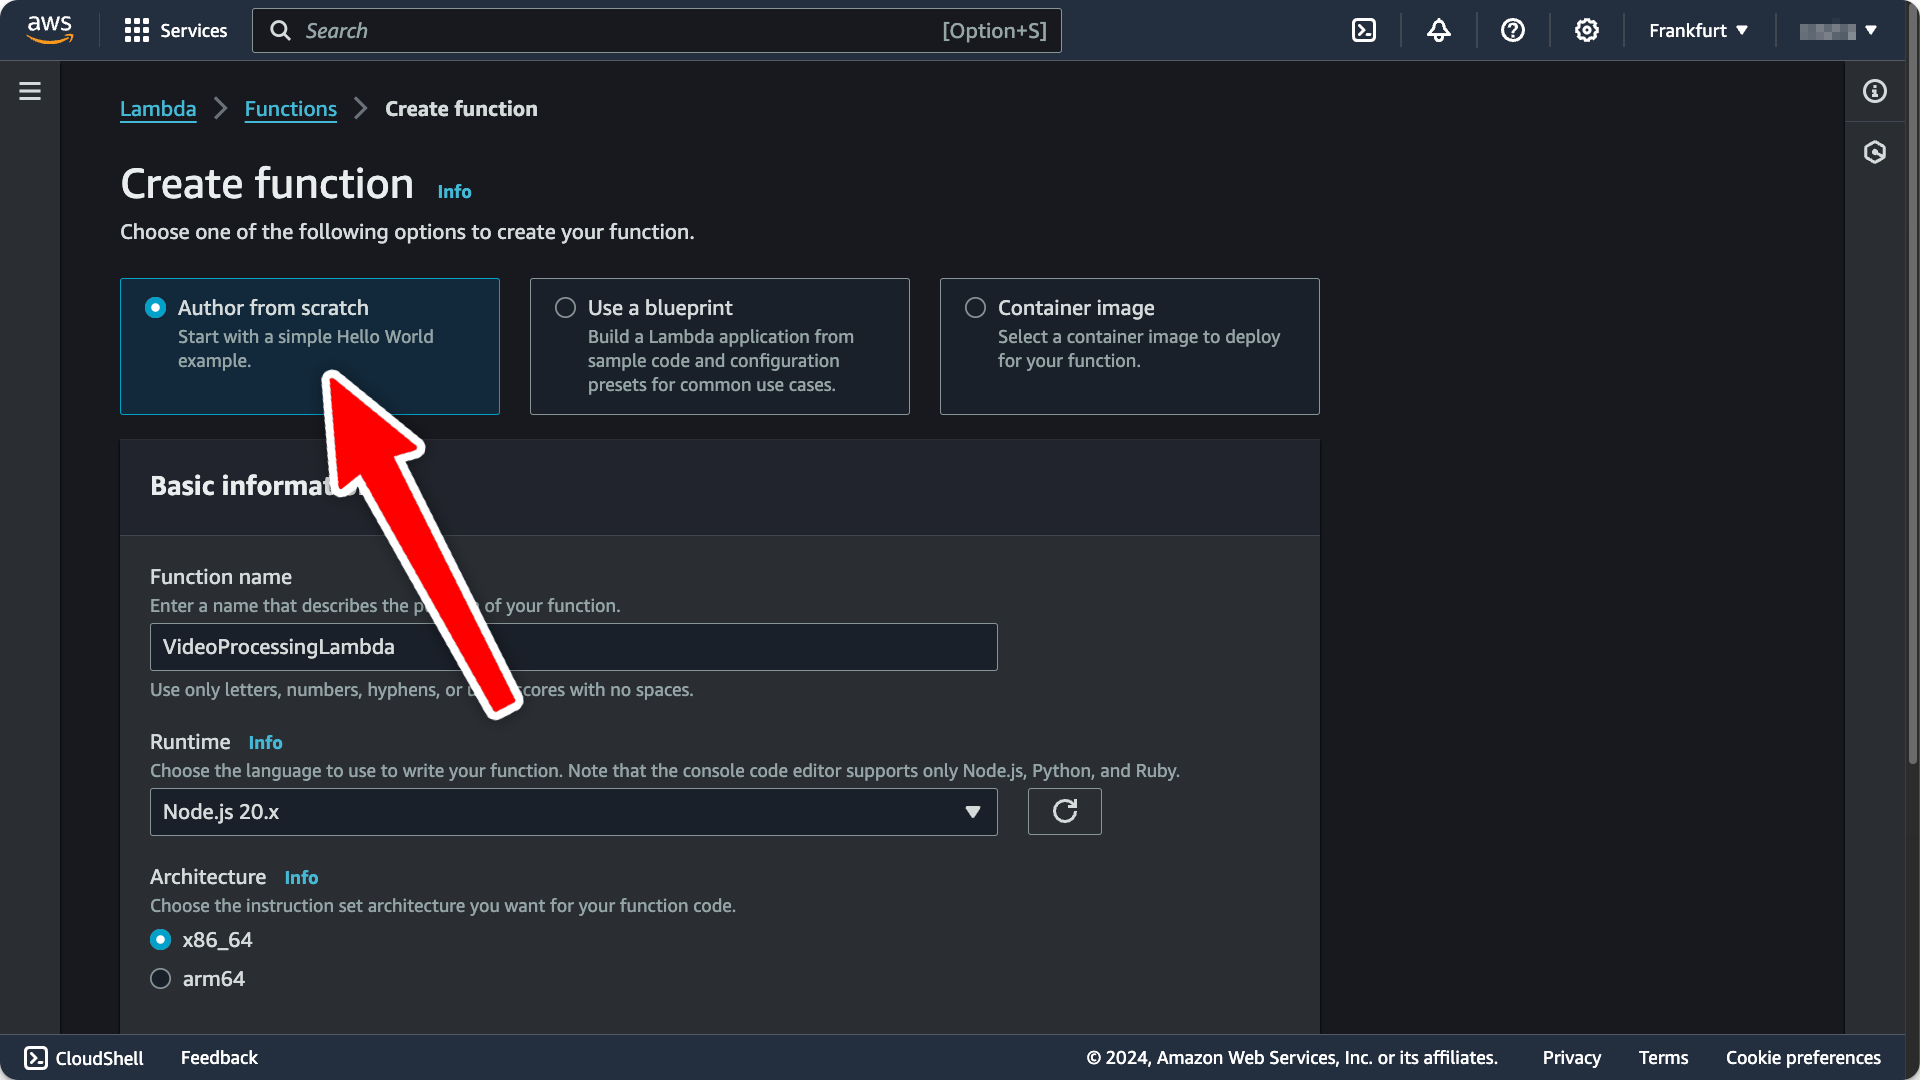 aws
Services
Search
[Option+S]
Frankfurt
Lambda
Functions
Create function
Create function
Info
Choose one of the following options to create your function.
Author from scratch
Start with a simple Hello World
example.
Use a blueprint
Build a Lambda application from
sample code and configuration
presets for common use cases.
Container image
Select a container image to deploy
for your function.
Basic
Function name
Enter a name that describes the of your function.
VideoProcessingLambda
Use only letters, numbers, hyphens, or with no spaces.
Runtime Info
Choose the language to use to write your function. Note that the console code editor supports only Node.js, Python, and Ruby.
Node.js 20.x
Architecture Info
Choose the instruction set architecture you want for your function code.
x86_64
arm64
CloudShell
Feedback
© 2024, Amazon Web Services, Inc. or its affiliates.
Privacy
Terms
Cookie preferences